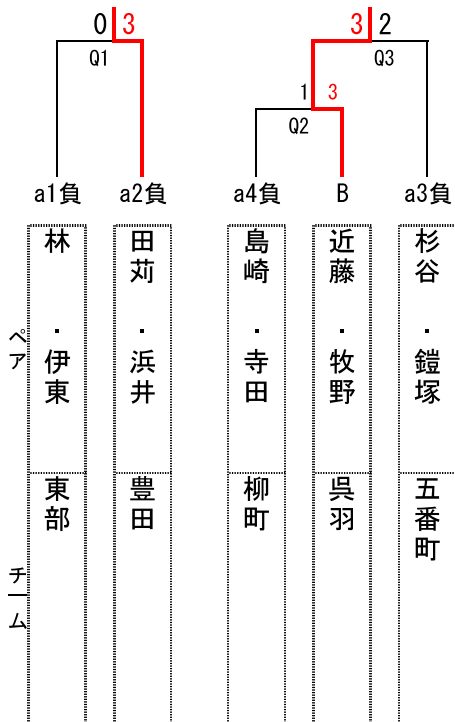 0 3
Q1
3 2
Q3
1 3
Q2
a1負 a2負 a4負 B a3負
ペア
林・伊東
田苅・浜井
島崎・寺田
近藤・牧野
杉谷・鎧塚
チーム
東部
豊田
柳町
呉羽
五番町